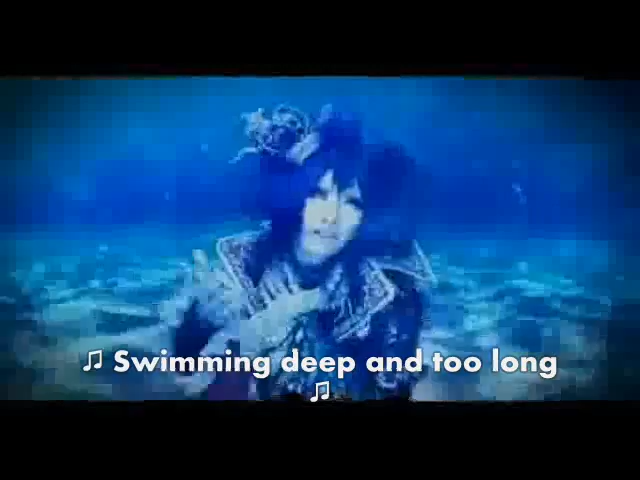 ♫ Swimming deep and too long
♫